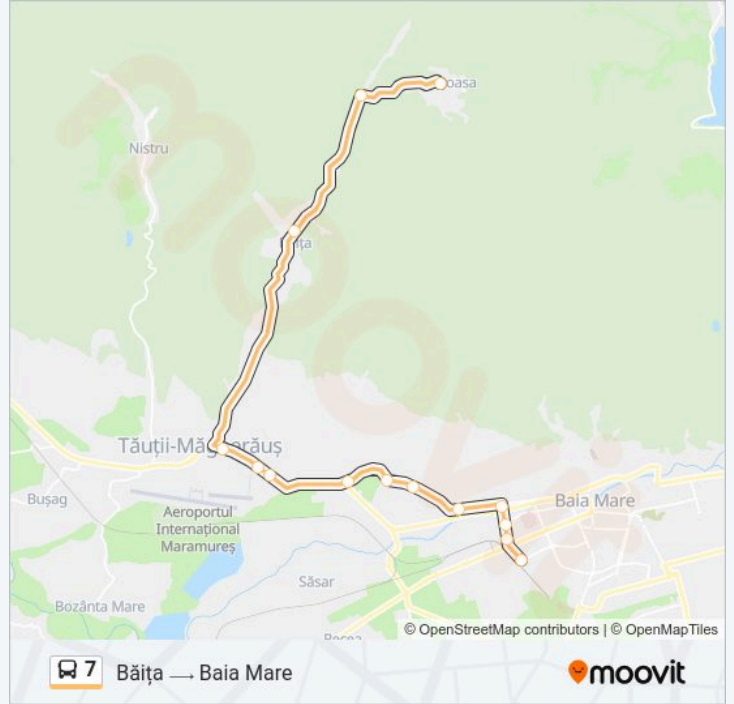 Nistru
Tăuții-Măgherăuș
Bușag
Aeroportul
Internațional
Maramureș
Baia Mare
Săsar
Bozânta Mare
© OpenStreetMap contributors | © OpenMapTiles
7 Băița → Baia Mare
moovit